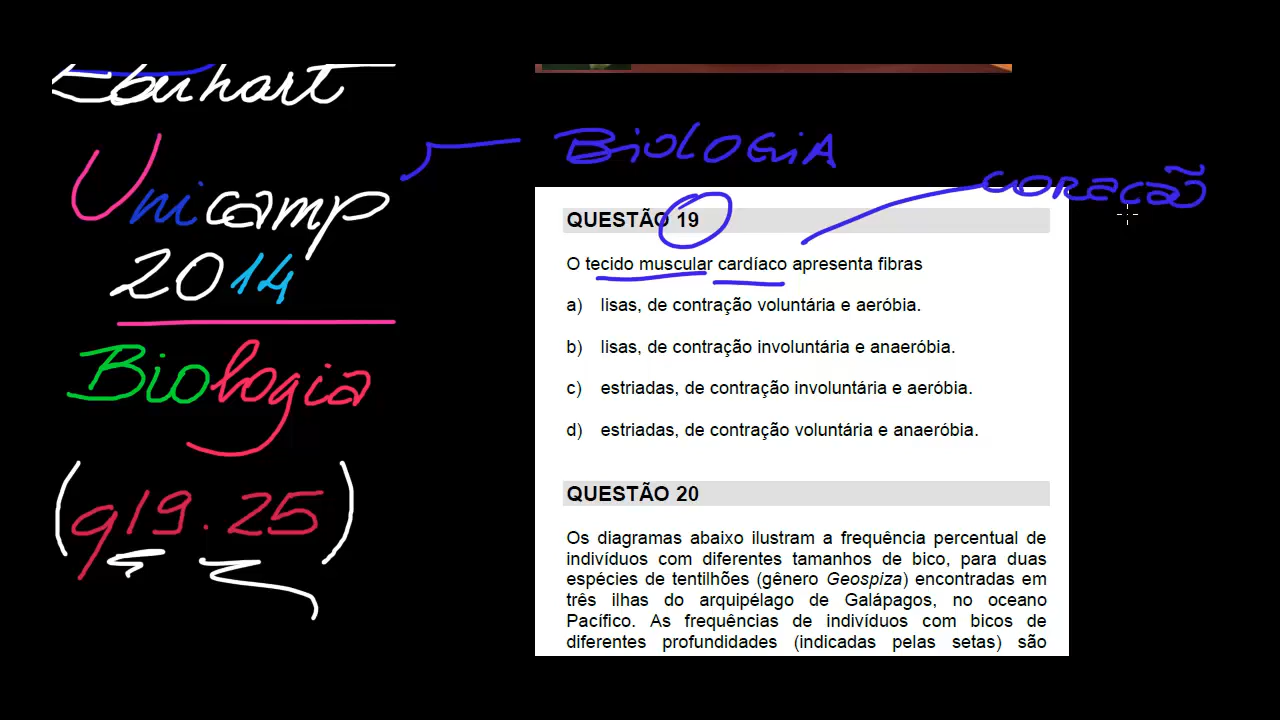 Eburhart
Unicamp
2014
Biologia
(q19.25)
BiOLOGiA
CORAÇÃO
QUESTÃO 19
O tecido muscular cardíaco apresenta fibras
a) lisas, de contração voluntária e aeróbia.
b) lisas, de contração involuntária e anaeróbia.
c) estriadas, de contração involuntária e aeróbia.
d) estriadas, de contração voluntária e anaeróbia.
QUESTÃO 20
Os diagramas abaixo ilustram a frequência percentual de
indivíduos com diferentes tamanhos de bico, para duas
espécies de tentilhões (gênero Geospiza) encontradas em
três ilhas do arquipélago de Galápagos, no oceano
Pacífico. As frequências de indivíduos com bicos de
diferentes profundidades (indicadas pelas setas) são